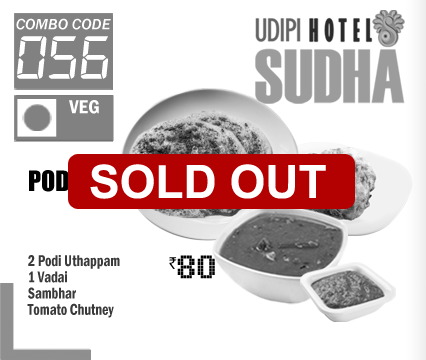 COMBO CODE
056
UDIPI HOTEL
SUDHA
VEG
POD
SOLD OUT
2 Podi Uthappam
1 Vadai
Sambhar
Tomato Chutney
₹80